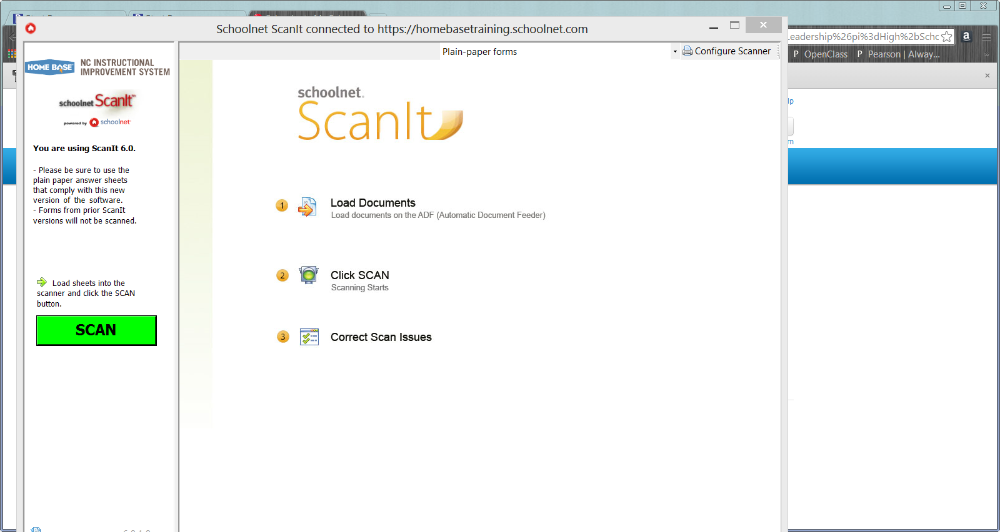 Schoolnet ScanIt connected to https://homebasetraining.schoolnet.com
Leadership%26pi%3dHigh%2bSchc
a
P OpenClass P Pearson | Alway...
»
HOME BASE
NC INSTRUCTIONAL
IMPROVEMENT SYSTEM
schoolnet ScanIt™
powered by schoolnet
You are using ScanIt 6.0.
- Please be sure to use the
plain paper answer sheets
that comply with this new
version of the software.
- Forms from prior ScanIt
versions will not be scanned.
Load sheets into the
scanner and click the SCAN
button.
SCAN
Plain-paper forms
Configure Scanner
schoolnet.
ScanIt
1 Load Documents
Load documents on the ADF (Automatic Document Feeder)
2 Click SCAN
Scanning Starts
3 Correct Scan Issues
lp
m